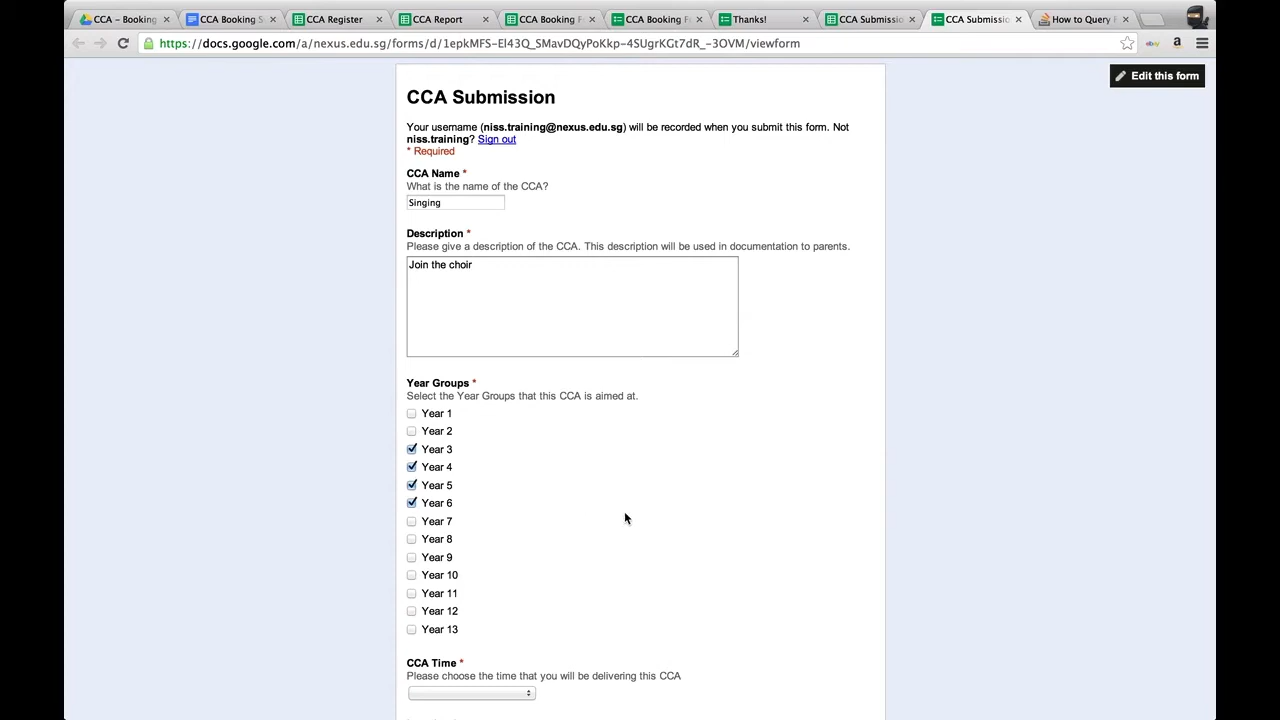 CCA – Booking
CCA Booking S
CCA Register
CCA Report
CCA Booking F
CCA Booking F
Thanks!
CCA Submissio
CCA Submissio
How to Query
https://docs.google.com/a/nexus.edu.sg/forms/d/1epkMFS-El43Q_SMavDQyPoKkp-4SUgrKGt7dR_-3OVM/viewform
ebay
a
Edit this form
CCA Submission
Your username (niss.training@nexus.edu.sg) will be recorded when you submit this form. Not
niss.training? Sign out
* Required
CCA Name *
What is the name of the CCA?
Singing
Description *
Please give a description of the CCA. This description will be used in documentation to parents.
Join the choir
Year Groups *
Select the Year Groups that this CCA is aimed at.
Year 1
Year 2
Year 3
Year 4
Year 5
Year 6
Year 7
Year 8
Year 9
Year 10
Year 11
Year 12
Year 13
CCA Time *
Please choose the time that you will be delivering this CCA